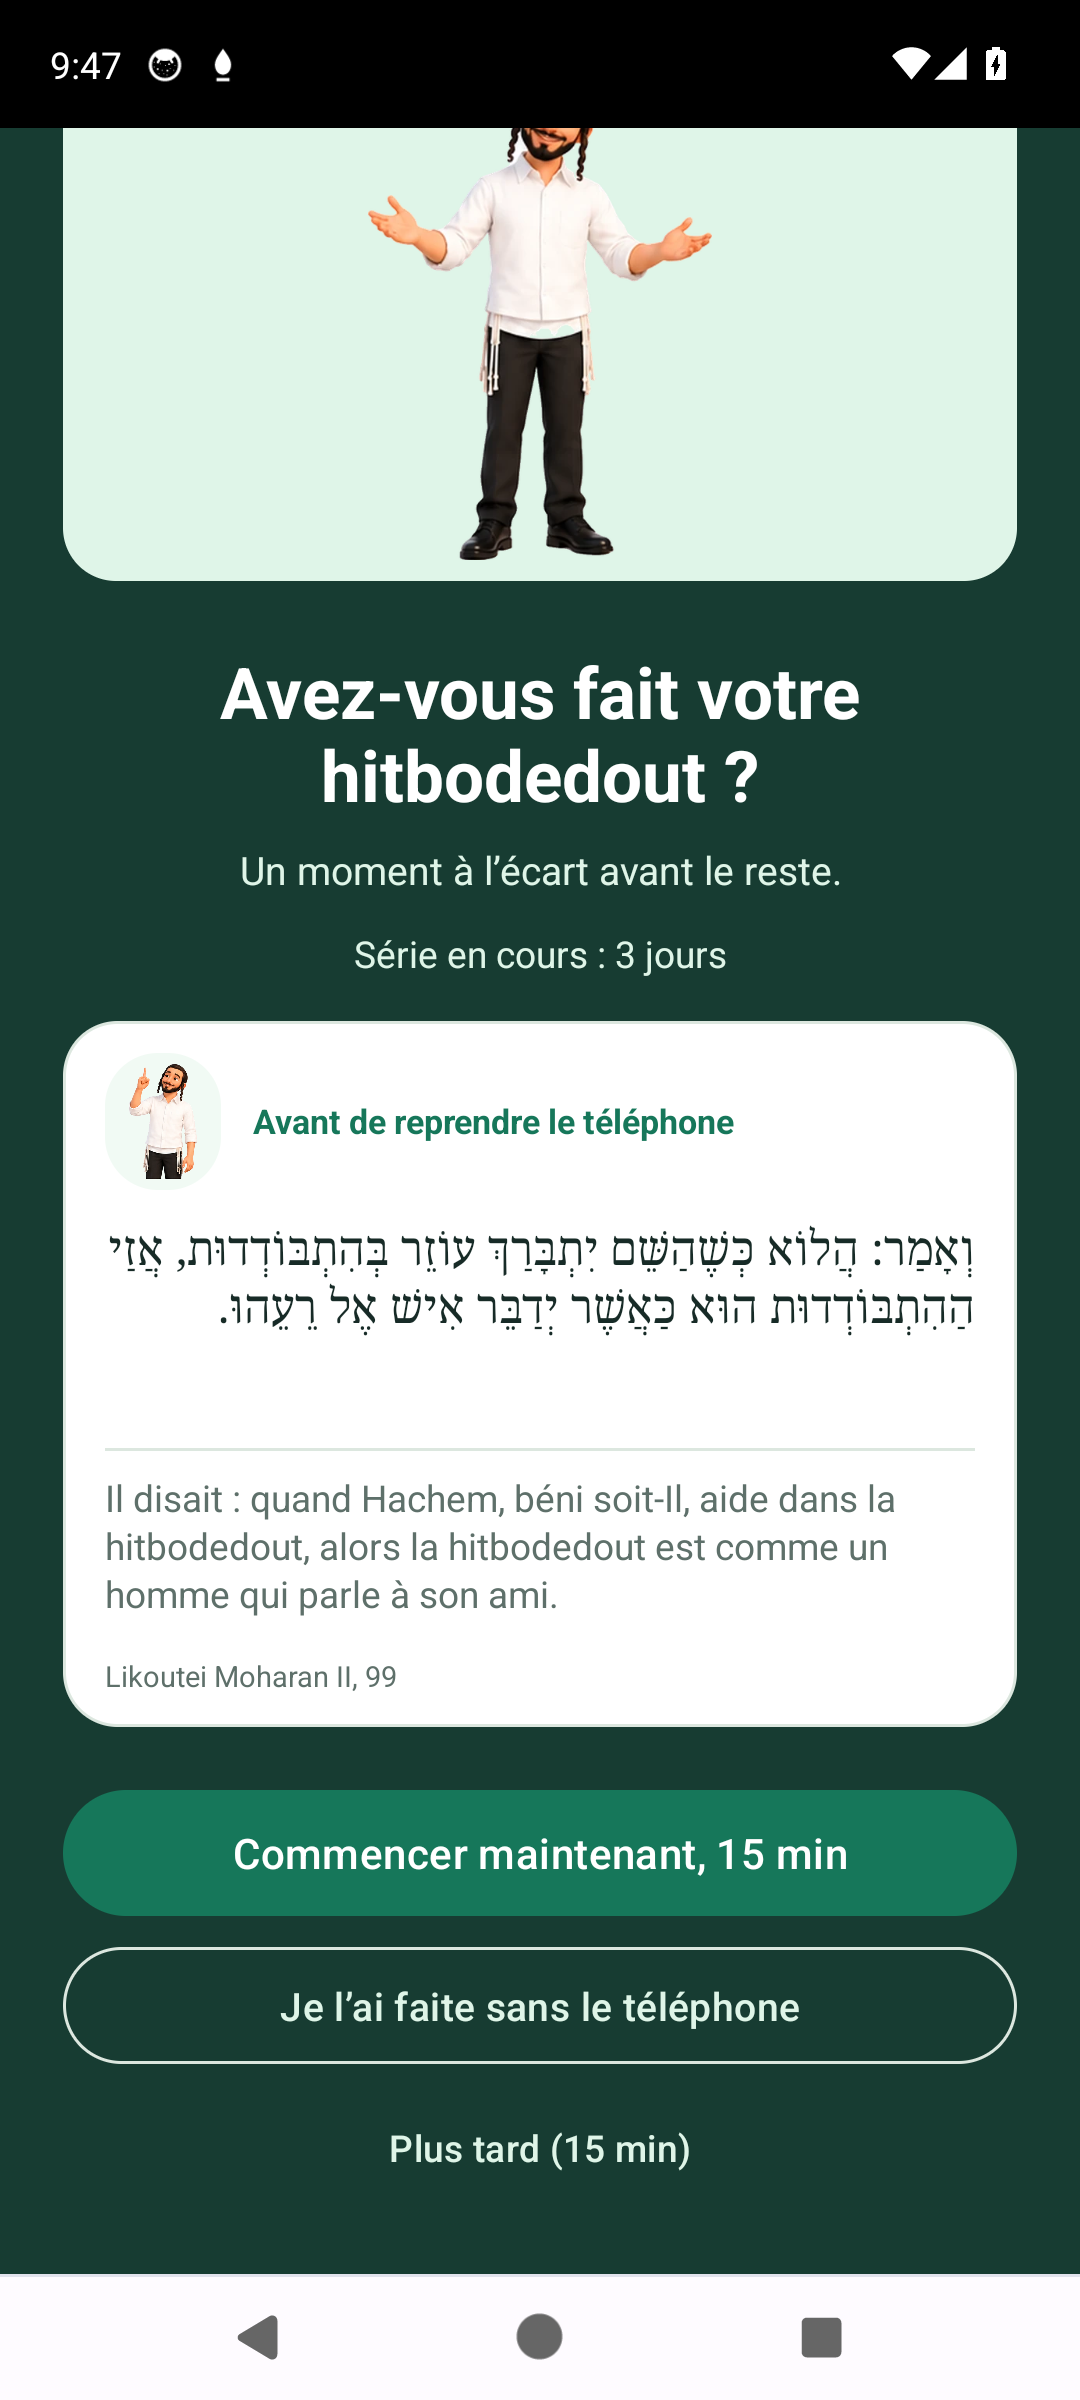 9:47
Avez-vous fait votre
hitbodedout ?
Un moment à l’écart avant le reste.
Série en cours : 3 jours
Avant de reprendre le téléphone
וְאָמַר: הֲלוֹא כְּשֶׁהַשֵּׁם יִתְבָּרַךְ עוֹזֵר בְּהִתְבּוֹדְדוּת, אֲזַי
הַהִתְבּוֹדְדוּת הוּא כַּאֲשֶׁר יְדַבֵּר אִישׁ אֶל רֵעֵהוּ.
Il disait : quand Hachem, béni soit-Il, aide dans la
hitbodedout, alors la hitbodedout est comme un
homme qui parle à son ami.
Likoutei Moharan II, 99
Commencer maintenant, 15 min
Je l’ai faite sans le téléphone
Plus tard (15 min)